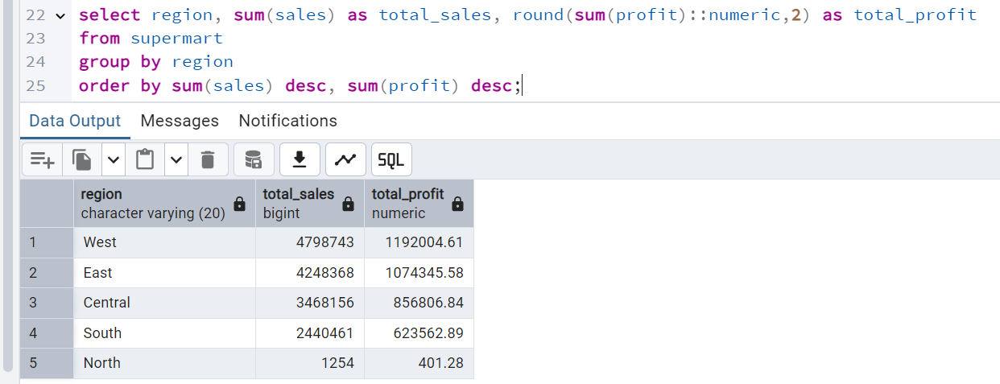 22 select region, sum(sales) as total_sales, round(sum(profit)::numeric,2) as total_profit
23 from supermart
24 group by region
25 order by sum(sales) desc, sum(profit) desc;
Data Output Messages Notifications
SQL
region total_sales total_profit
character varying (20) bigint numeric
1 West 4798743 1192004.61
2 East 4248368 1074345.58
3 Central 3468156 856806.84
4 South 2440461 623562.89
5 North 1254 401.28